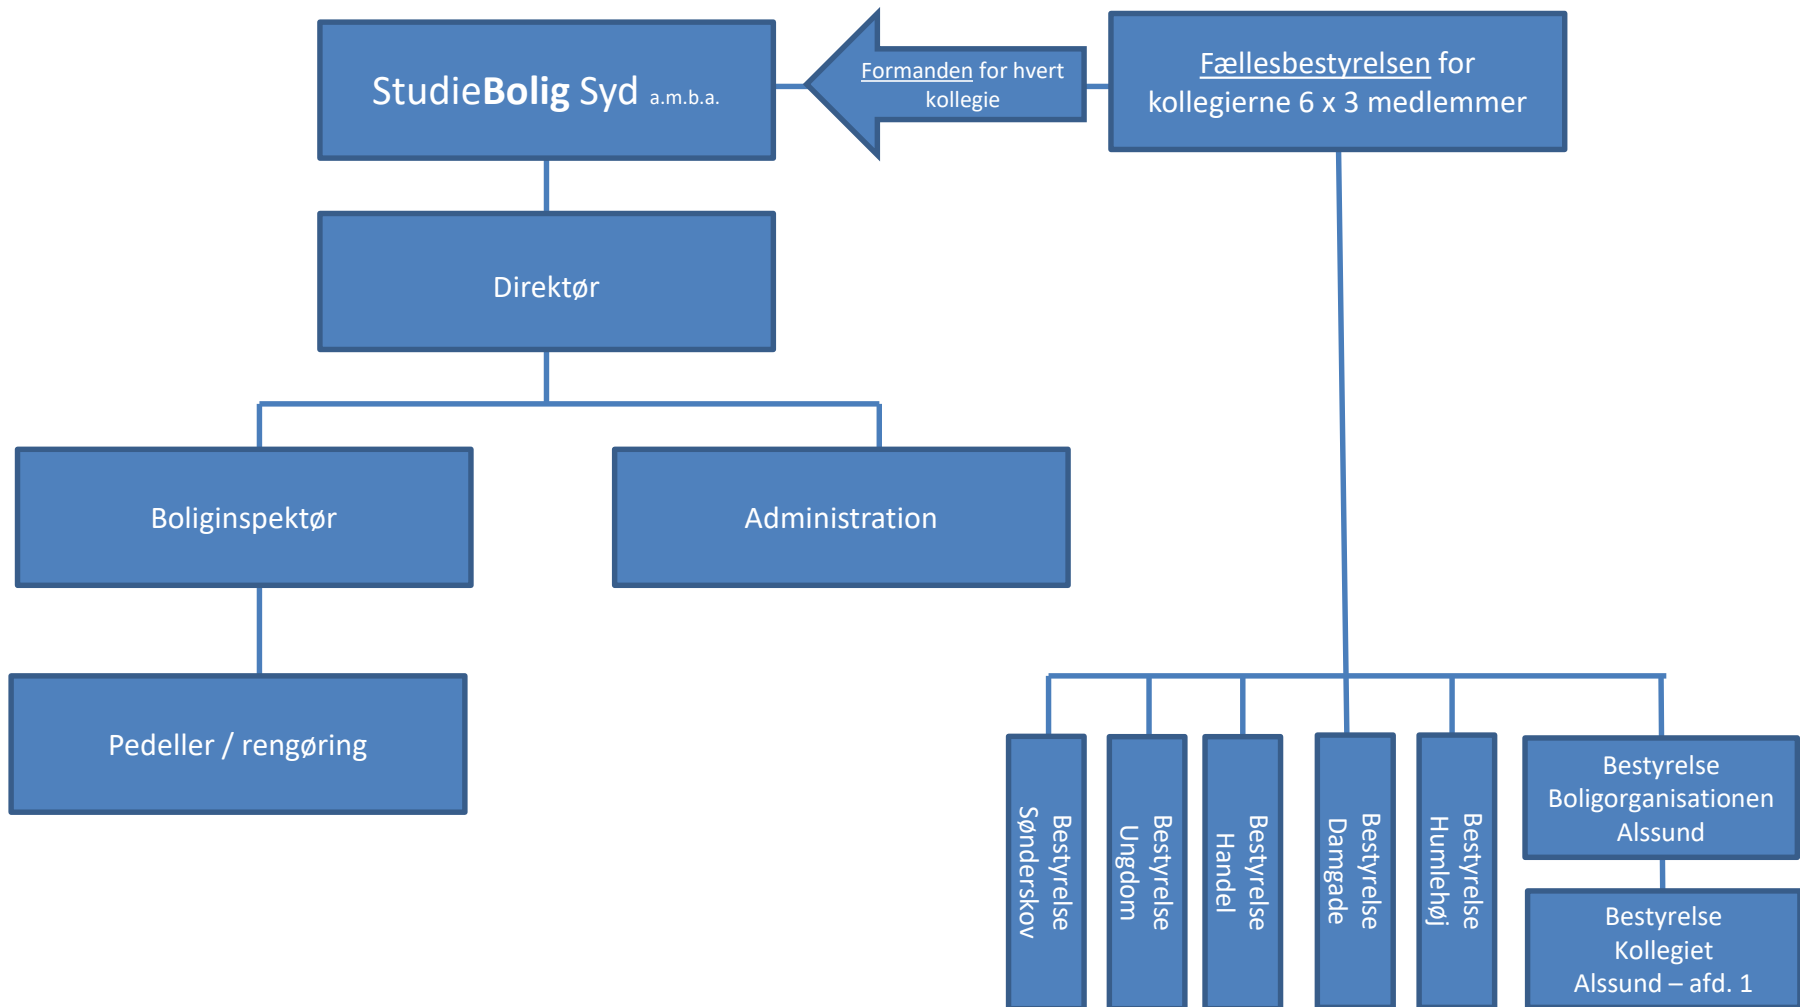 StudieBolig Syd a.m.b.a.
Formanden for hvert
kollegie
Fællesbestyrelsen for
kollegierne 6 x 3 medlemmer
Direktør
Boliginspektør
Administration
Pedeller / rengøring
Bestyrelse
Sønderskov
Bestyrelse
Ungdom
Bestyrelse
Handel
Bestyrelse
Damgade
Bestyrelse
Humlehøj
Bestyrelse
Boligorganisationen
Alssund
Bestyrelse
Kollegiet
Alssund – afd. 1